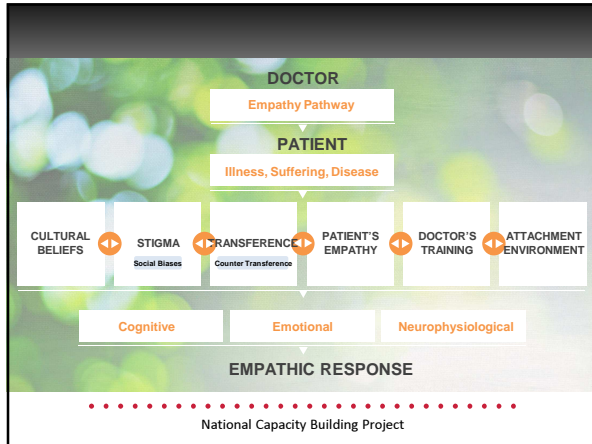 DOCTOR
Empathy Pathway
PATIENT
Illness, Suffering, Disease
CULTURAL
BELIEFS
STIGMA
Social Biases
TRANSFERENCE
Counter Transference
PATIENT'S
EMPATHY
DOCTOR'S
TRAINING
ATTACHMENT
ENVIRONMENT
Cognitive
Emotional
Neurophysiological
EMPATHIC RESPONSE
National Capacity Building Project